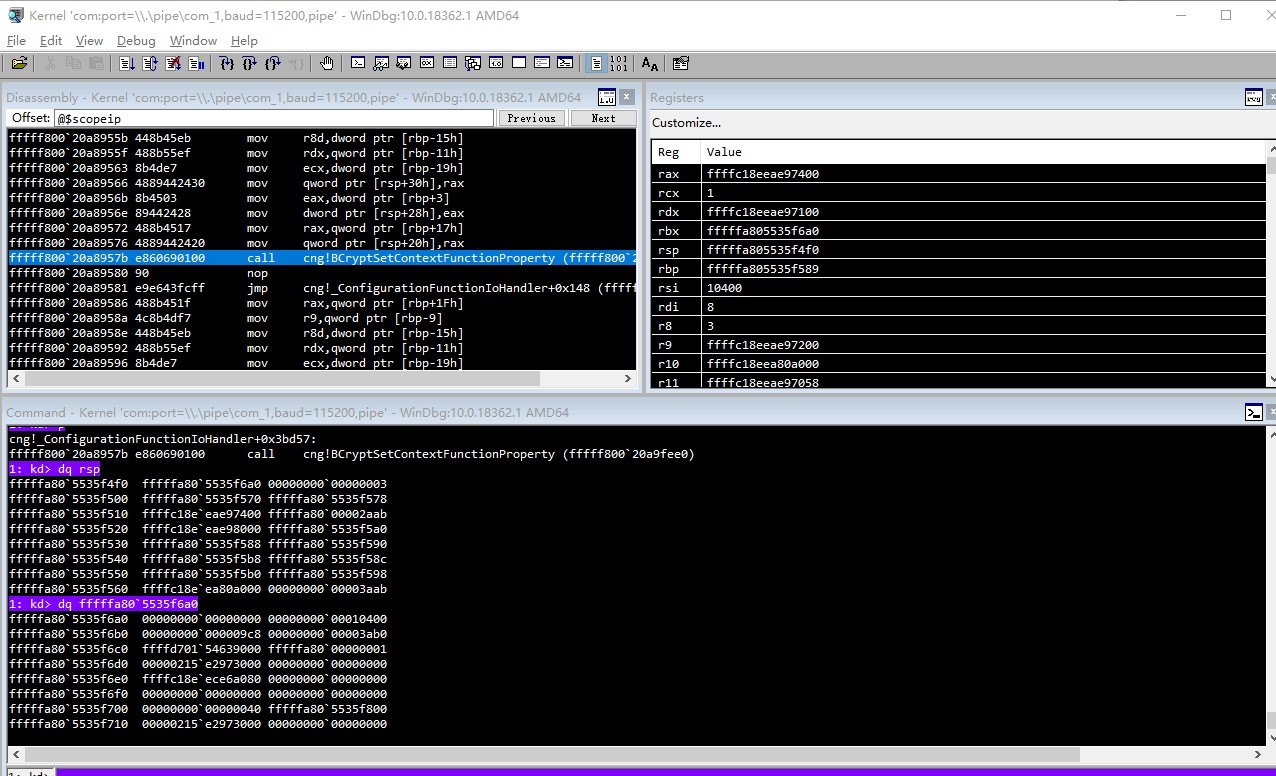 Kernel 'com:port=\\.\pipe\com_1,baud=115200,pipe' - WinDbg:10.0.18362.1 AMD64
File Edit View Debug Window Help
Disassembly - Kernel 'com:port=\\.\pipe\com_1,baud=115200,pipe' - WinDbg:10.0.18362.1 AMD64
Offset: @$scopeip Previous Next
fffff800`20a8955b 448b45eb mov r8d,dword ptr [rbp-15h]
fffff800`20a8955f 488b55ef mov rdx,qword ptr [rbp-11h]
fffff800`20a89563 8b4de7 mov ecx,dword ptr [rbp-19h]
fffff800`20a89566 4889442430 mov qword ptr [rsp+30h],rax
fffff800`20a8956b 8b4503 mov eax,dword ptr [rbp+3]
fffff800`20a8956e 89442428 mov dword ptr [rsp+28h],eax
fffff800`20a89572 488b4517 mov rax,qword ptr [rbp+17h]
fffff800`20a89576 4889442420 mov qword ptr [rsp+20h],rax
fffff800`20a8957b e860690100 call cng!BCryptSetContextFunctionProperty (fffff800`2
fffff800`20a89580 90 nop
fffff800`20a89581 e9e643fcff jmp cng!_ConfigurationFunctionIoHandler+0x148 (fffff
fffff800`20a89586 488b451f mov rax,qword ptr [rbp+1Fh]
fffff800`20a8958a 4c8b4df7 mov r9,qword ptr [rbp-9]
fffff800`20a8958e 448b45eb mov r8d,dword ptr [rbp-15h]
fffff800`20a89592 488b55ef mov rdx,qword ptr [rbp-11h]
fffff800`20a89596 8b4de7 mov ecx,dword ptr [rbp-19h]
Registers
Customize...
Reg Value
rax ffffc18eeae97400
rcx 1
rdx ffffc18eeae97100
rbx fffffa805535f6a0
rsp fffffa805535f4f0
rbp fffffa805535f589
rsi 10400
rdi 8
r8 3
r9 ffffc18eeae97200
r10 ffffc18eea80a000
r11 ffffc18eeae97058
Command - Kernel 'com:port=\\.\pipe\com_1,baud=115200,pipe' - WinDbg:10.0.18362.1 AMD64
1: kd> p
cng!_ConfigurationFunctionIoHandler+0x3bd57:
fffff800`20a8957b e860690100 call cng!BCryptSetContextFunctionProperty (fffff800`20a9fee0)
1: kd> dq rsp
fffffa80`5535f4f0 fffffa80`5535f6a0 00000000`00000003
fffffa80`5535f500 fffffa80`5535f570 fffffa80`5535f578
fffffa80`5535f510 ffffc18e`eae97400 fffffa80`00002aab
fffffa80`5535f520 ffffc18e`eae98000 fffffa80`5535f5a0
fffffa80`5535f530 fffffa80`5535f588 fffffa80`5535f590
fffffa80`5535f540 fffffa80`5535f5b8 fffffa80`5535f58c
fffffa80`5535f550 fffffa80`5535f5b0 fffffa80`5535f598
fffffa80`5535f560 ffffc18e`ea80a000 00000000`00003aab
1: kd> dq fffffa80`5535f6a0
fffffa80`5535f6a0 00000000`00000000 00000000`00010400
fffffa80`5535f6b0 00000000`000009c8 00000000`00003ab0
fffffa80`5535f6c0 ffffd701`54639000 fffffa80`00000001
fffffa80`5535f6d0 00000215`e2973000 00000000`00000000
fffffa80`5535f6e0 ffffc18e`ece6a080 00000000`00000000
fffffa80`5535f6f0 00000000`00000000 00000000`00000000
fffffa80`5535f700 00000000`00000040 fffffa80`5535f800
fffffa80`5535f710 00000215`e2973000 00000000`00000000
1: kd>